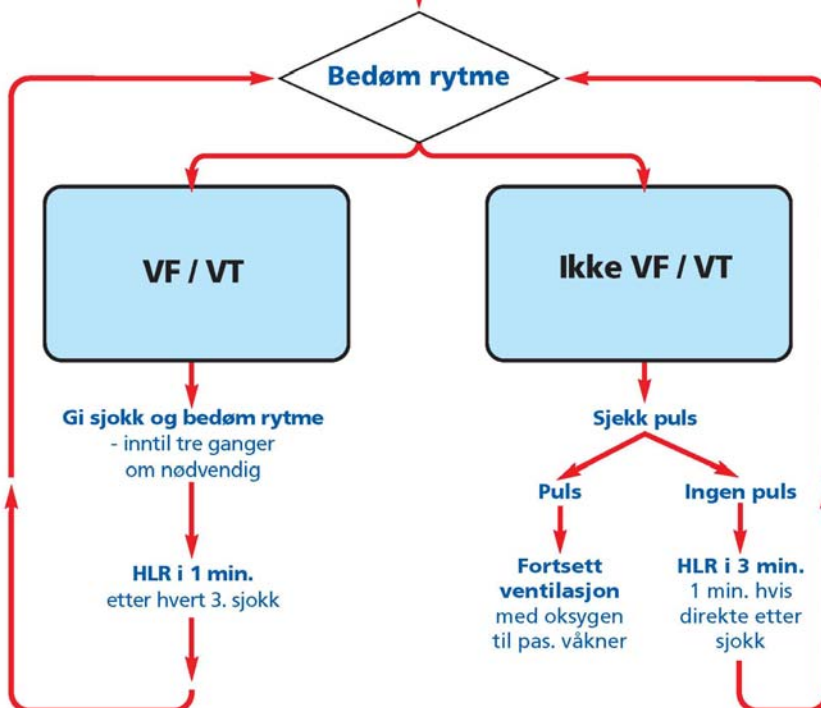 Bedøm rytme
VF / VT
Ikke VF / VT
Gi sjokk og bedøm rytme
- inntil tre ganger
om nødvendig
HLR i 1 min.
etter hvert 3. sjokk
Sjekk puls
Puls
Ingen puls
Fortsett
ventilasjon
med oksygen
til pas. våkner
HLR i 3 min.
1 min. hvis
direkte etter
sjokk